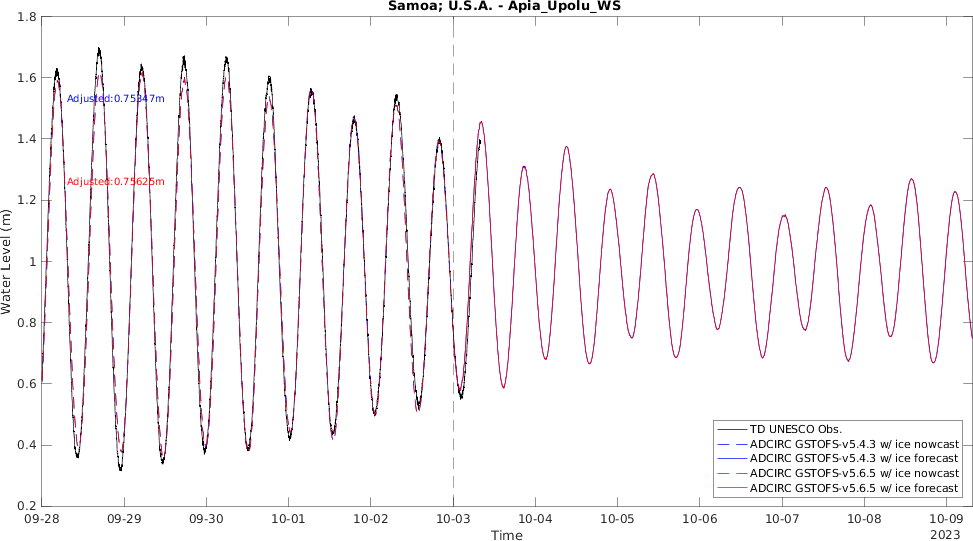 Samoa; U.S.A. - Apia_Upolu_WS
1.8
1.6
1.4
1.2
1
0.8
0.6
0.4
0.2
Water Level (m)
Adjusted:0.75347m
Adjusted:0.75625m
TD UNESCO Obs.
ADCIRC GSTOFS-v5.4.3 w/ ice nowcast
ADCIRC GSTOFS-v5.4.3 w/ ice forecast
ADCIRC GSTOFS-v5.6.5 w/ ice nowcast
ADCIRC GSTOFS-v5.6.5 w/ ice forecast
09-28 09-29 09-30 10-01 10-02 10-03 10-04 10-05 10-06 10-07 10-08 10-09
2023
Time